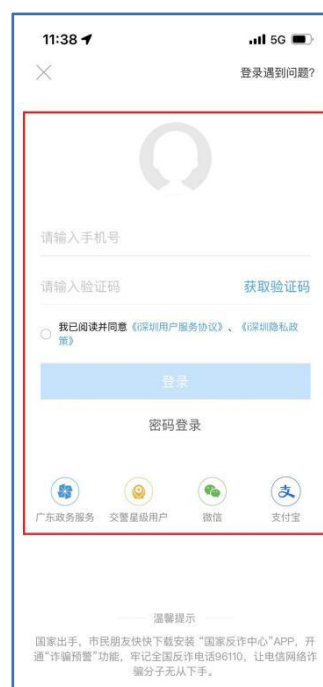 11:38
5G
登录遇到问题?
请输入手机号
请输入验证码 获取验证码
我已阅读并同意《i深圳用户服务协议》、《i深圳隐私政
策》
登录
密码登录
广东政务服务 交警星级用户 微信 支付宝
温馨提示
国家出手，市民朋友快快下载安装 “国家反诈中心”APP，开
通“诈骗预警”功能，牢记全国反诈电话96110，让电信网络诈
骗分子无从下手。